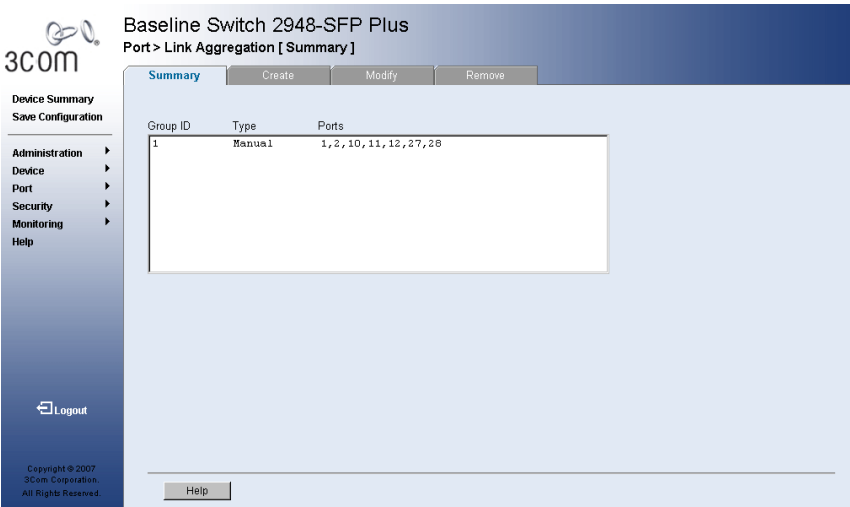 3COM
Baseline Switch 2948-SFP Plus
Port > Link Aggregation [ Summary ]
Summary Create Modify Remove
Device Summary
Save Configuration
Administration
Device
Port
Security
Monitoring
Help
Group ID Type Ports
1 Manual 1,2,10,11,12,27,28
Logout
Copyright © 2007
3Com Corporation.
All Rights Reserved.
Help